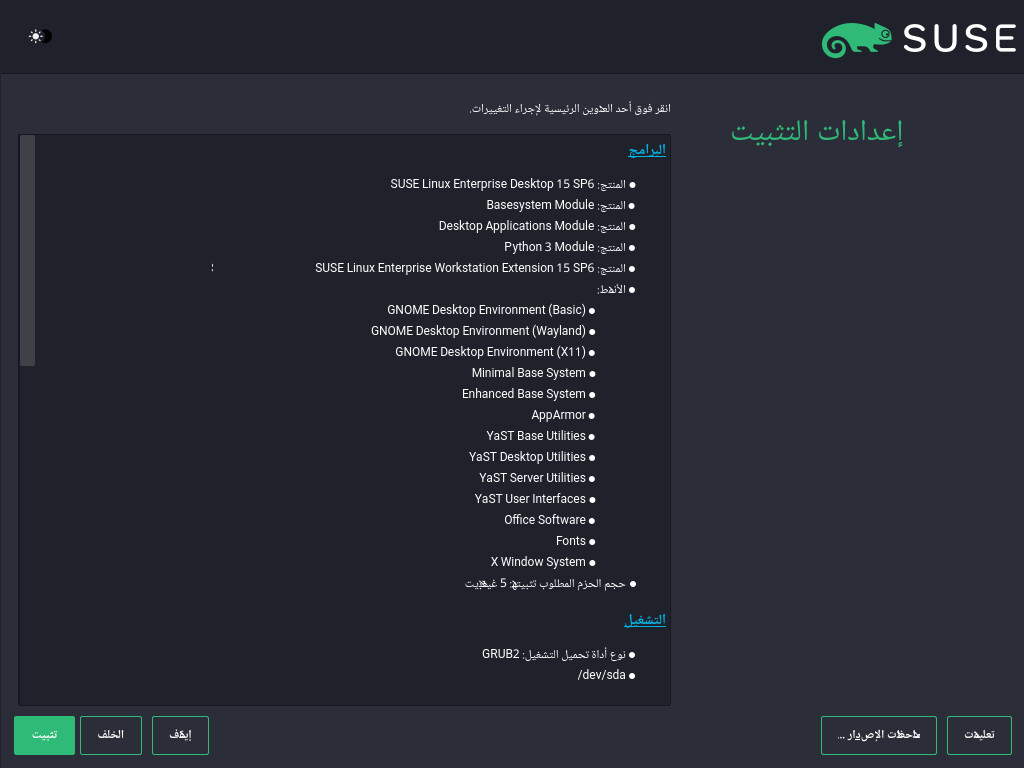 SUSE
إعدادات التثبيت
انقر فوق أحد العناوين الرئيسية لإجراء التغييرات.
البرامج
المنتج: SUSE Linux Enterprise Desktop 15 SP6
المنتج: Basesystem Module
المنتج: Desktop Applications Module
المنتج: Python 3 Module
المنتج: SUSE Linux Enterprise Workstation Extension 15 SP6
الأنماط:
GNOME Desktop Environment (Basic)
GNOME Desktop Environment (Wayland)
GNOME Desktop Environment (X11)
Minimal Base System
Enhanced Base System
AppArmor
YaST Base Utilities
YaST Desktop Utilities
YaST Server Utilities
YaST User Interfaces
Office Software
Fonts
X Window System
حجم الحزم المطلوب تثبيتها: 5 غيغابايت
التشغيل
نوع أداة تحميل التشغيل: GRUB2
/dev/sda
تعليمات
ملاحظات الإصدار ...
إيقاف
الخلف
تثبيت